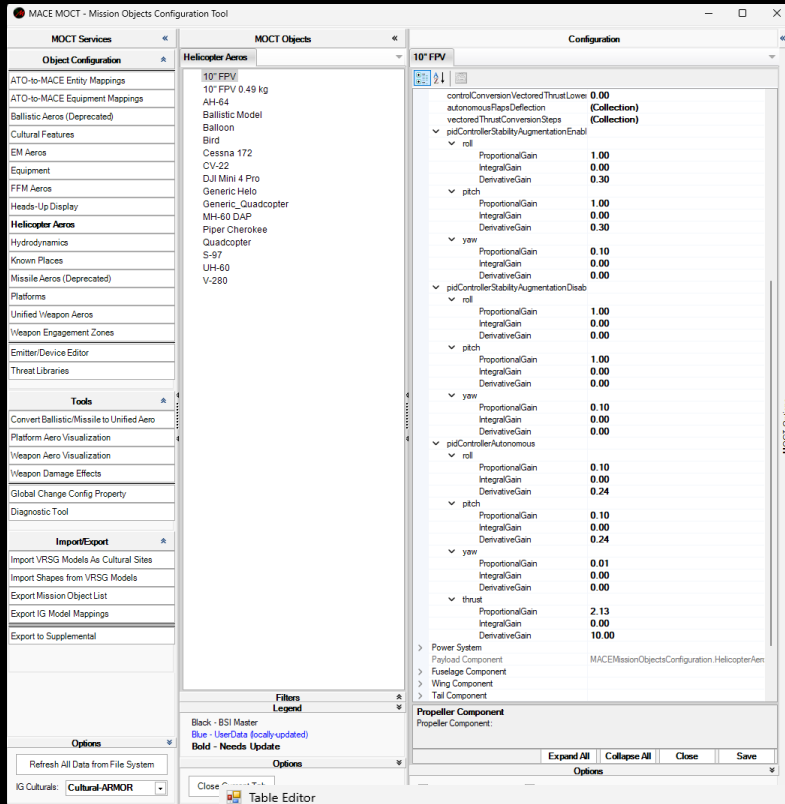 MACE MOCT - Mission Objects Configuration Tool
MOCT Services
Object Configuration
ATO-to-MACE Entity Mappings
ATO-to-MACE Equipment Mappings
Ballistic Aeros (Deprecated)
Cultural Features
EM Aeros
Equipment
FFM Aeros
Heads-Up Display
Helicopter Aeros
Hydrodynamics
Known Places
Missile Aeros (Deprecated)
Platforms
Unified Weapon Aeros
Weapon Engagement Zones
Emitter/Device Editor
Threat Libraries
Tools
Convert Ballistic/Missile to Unified Aero
Platform Aero Visualization
Weapon Aero Visualization
Weapon Damage Effects
Global Change Config Property
Diagnostic Tool
Import/Export
Import VRSG Models As Cultural Sites
Import Shapes from VRSG Models
Export Mission Object List
Export IG Model Mappings
Export to Supplemental
Options
Refresh All Data from File System
IG Culturals: Cultural-ARMOR
MOCT Objects
Helicopter Aeros
10" FPV
10" FPV 0.49 kg
AH-64
Ballistic Model
Balloon
Bird
Cessna 172
CV-22
DJI Mini 4 Pro
Generic Helo
Generic_Quadcopter
MH-60 DAP
Piper Cherokee
Quadcopter
S-97
UH-60
V-280
Filters
Legend
Black - BSI Master
Blue - UserData (locally-updated)
Bold - Needs Update
Options
Close Current Tab
Table Editor
Configuration
10" FPV
controlConversionVectoredThrustLower 0.00
autonomousFlapsDeflection (Collection)
vectoredThrustConversionSteps (Collection)
pidControllerStabilityAugmentationEnabl
roll
ProportionalGain 1.00
IntegralGain 0.00
DerivativeGain 0.30
pitch
ProportionalGain 1.00
IntegralGain 0.00
DerivativeGain 0.30
yaw
ProportionalGain 0.10
IntegralGain 0.00
DerivativeGain 0.00
pidControllerStabilityAugmentationDisab
roll
ProportionalGain 1.00
IntegralGain 0.00
DerivativeGain 0.00
pitch
ProportionalGain 1.00
IntegralGain 0.00
DerivativeGain 0.00
yaw
ProportionalGain 0.10
IntegralGain 0.00
DerivativeGain 0.00
pidControllerAutonomous
roll
ProportionalGain 0.10
IntegralGain 0.00
DerivativeGain 0.24
pitch
ProportionalGain 0.10
IntegralGain 0.00
DerivativeGain 0.24
yaw
ProportionalGain 0.01
IntegralGain 0.00
DerivativeGain 0.00
thrust
ProportionalGain 2.13
IntegralGain 0.00
DerivativeGain 10.00
Power System
Payload Component MACEMissionObjectsConfiguration.HelicopterAen
Fuselage Component
Wing Component
Tail Component
Propeller Component
Propeller Component:
Expand All Collapse All Close Save
Options